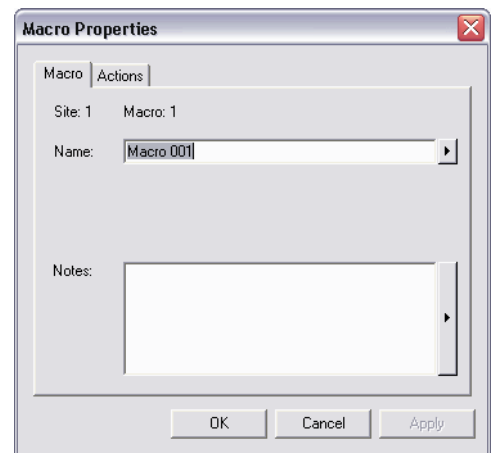 Macro Properties
Macro Actions
Site: 1 Macro: 1
Name: Macro 001
Notes:
OK Cancel Apply